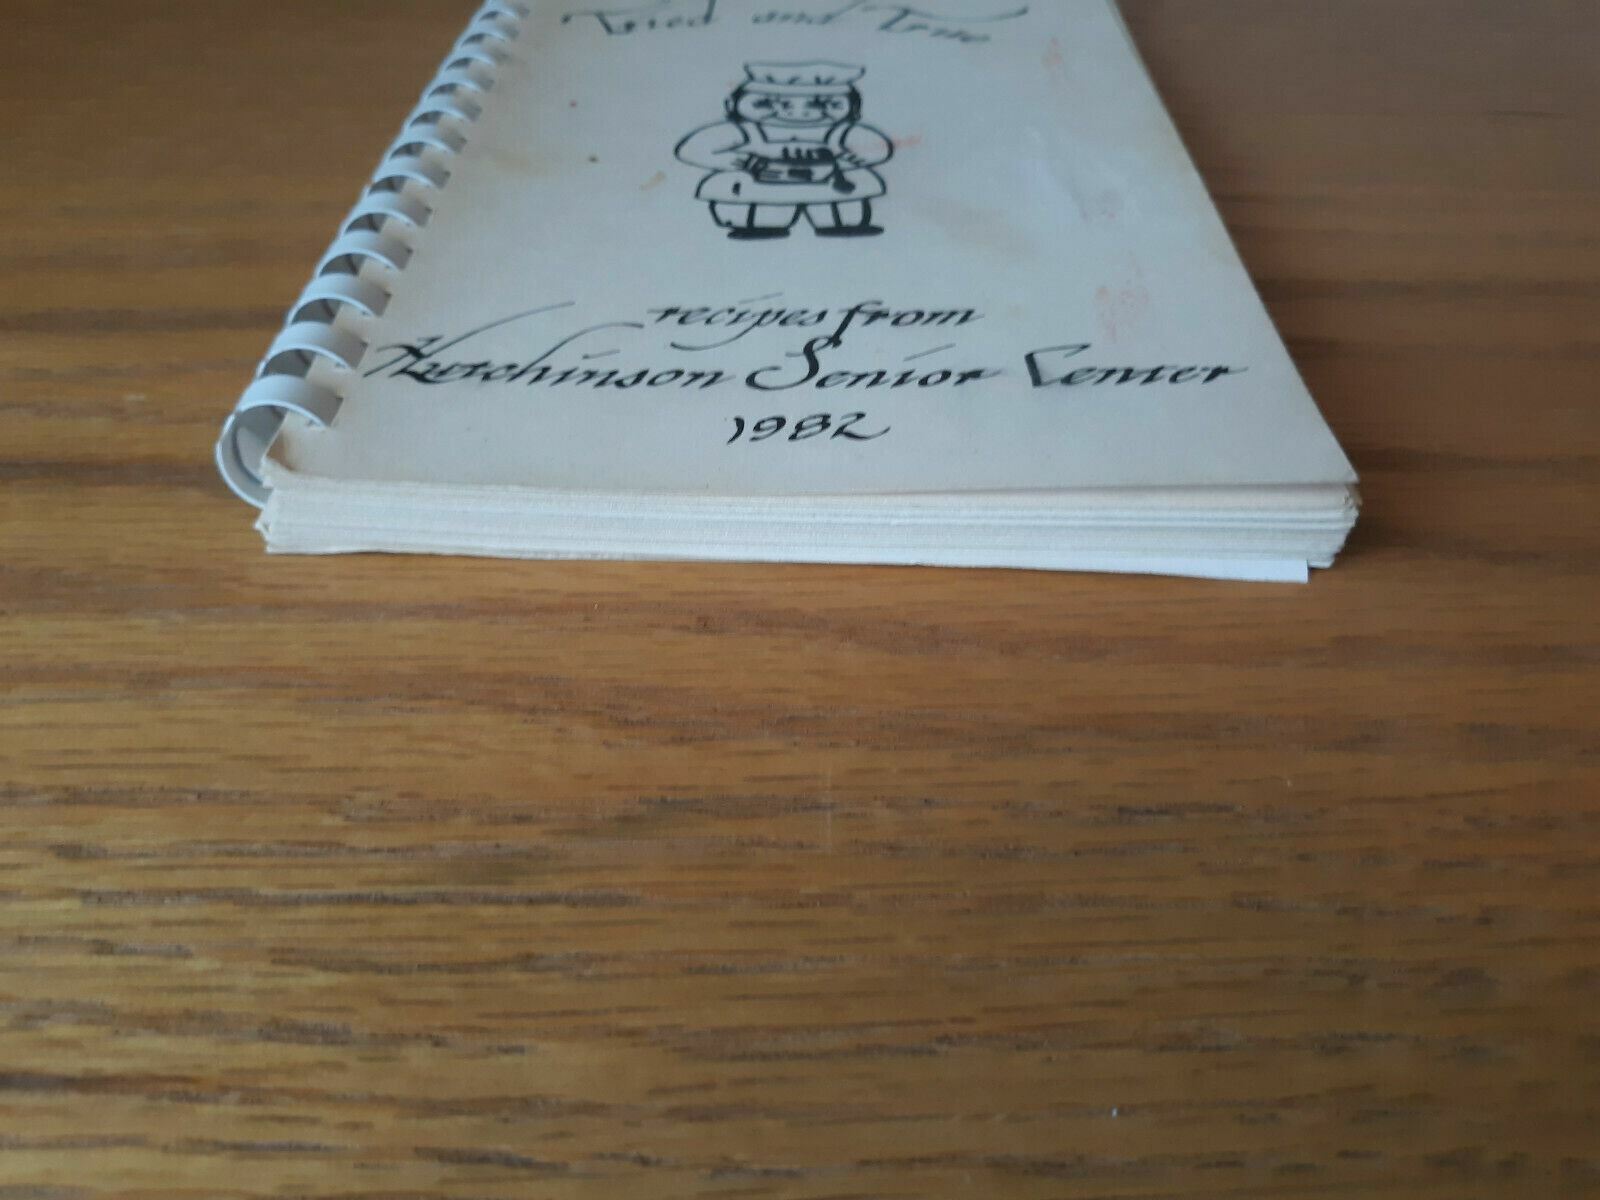 Tried and True
recipes from
Hutchinson Senior Center
1982